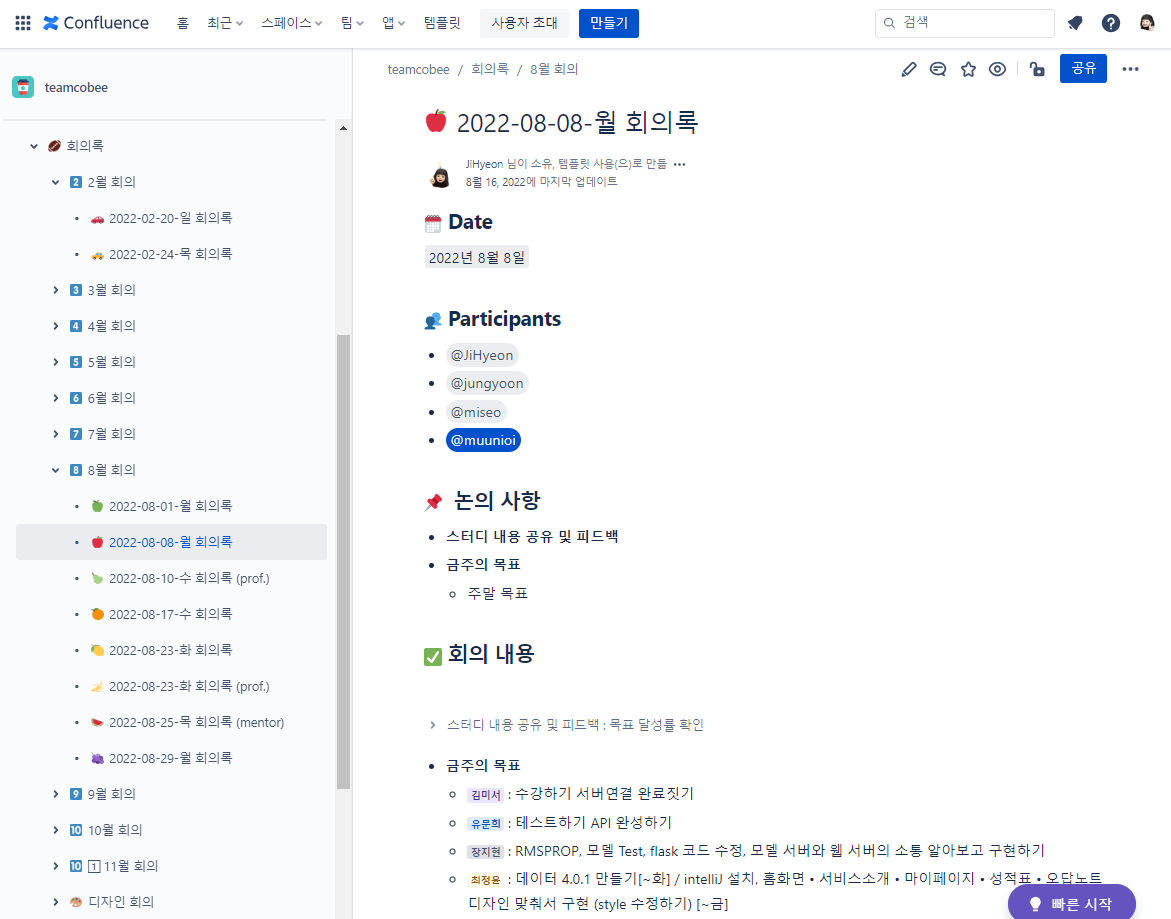 Confluence 홈 최근 스페이스 팀 앱 템플릿 사용자 초대 만들기 검색
teamcobee
회의록
2월 회의
2022-02-20-일 회의록
2022-02-24-목 회의록
3월 회의
4월 회의
5월 회의
6월 회의
7월 회의
8월 회의
2022-08-01-월 회의록
2022-08-08-월 회의록
2022-08-10-수 회의록 (prof.)
2022-08-17-수 회의록
2022-08-23-화 회의록
2022-08-23-화 회의록 (prof.)
2022-08-25-목 회의록 (mentor)
2022-08-29-월 회의록
9월 회의
10월 회의
1 11월 회의
디자인 회의
teamcobee / 회의록 / 8월 회의
공유
2022-08-08-월 회의록
JiHyeon 님이 소유, 템플릿 사용(으)로 만듦
8월 16, 2022에 마지막 업데이트
Date
2022년 8월 8일
Participants
@JiHyeon
@jungyoon
@miseo
@muunioi
논의 사항
스터디 내용 공유 및 피드백
금주의 목표
주말 목표
회의 내용
스터디 내용 공유 및 피드백 : 목표 달성률 확인
금주의 목표
김미서 : 수강하기 서버연결 완료짓기
유문희 : 테스트하기 API 완성하기
장지현 : RMSPROP, 모델 Test, flask 코드 수정, 모델 서버와 웹 서버의 소통 알아보고 구현하기
최정윤 : 데이터 4.0.1 만들기[~화] / intelliJ 설치, 홈화면 • 서비스소개 • 마이페이지 • 성적표 • 오답노트
디자인 맞춰서 구현 (style 수정하기) [~금]
빠른 시작